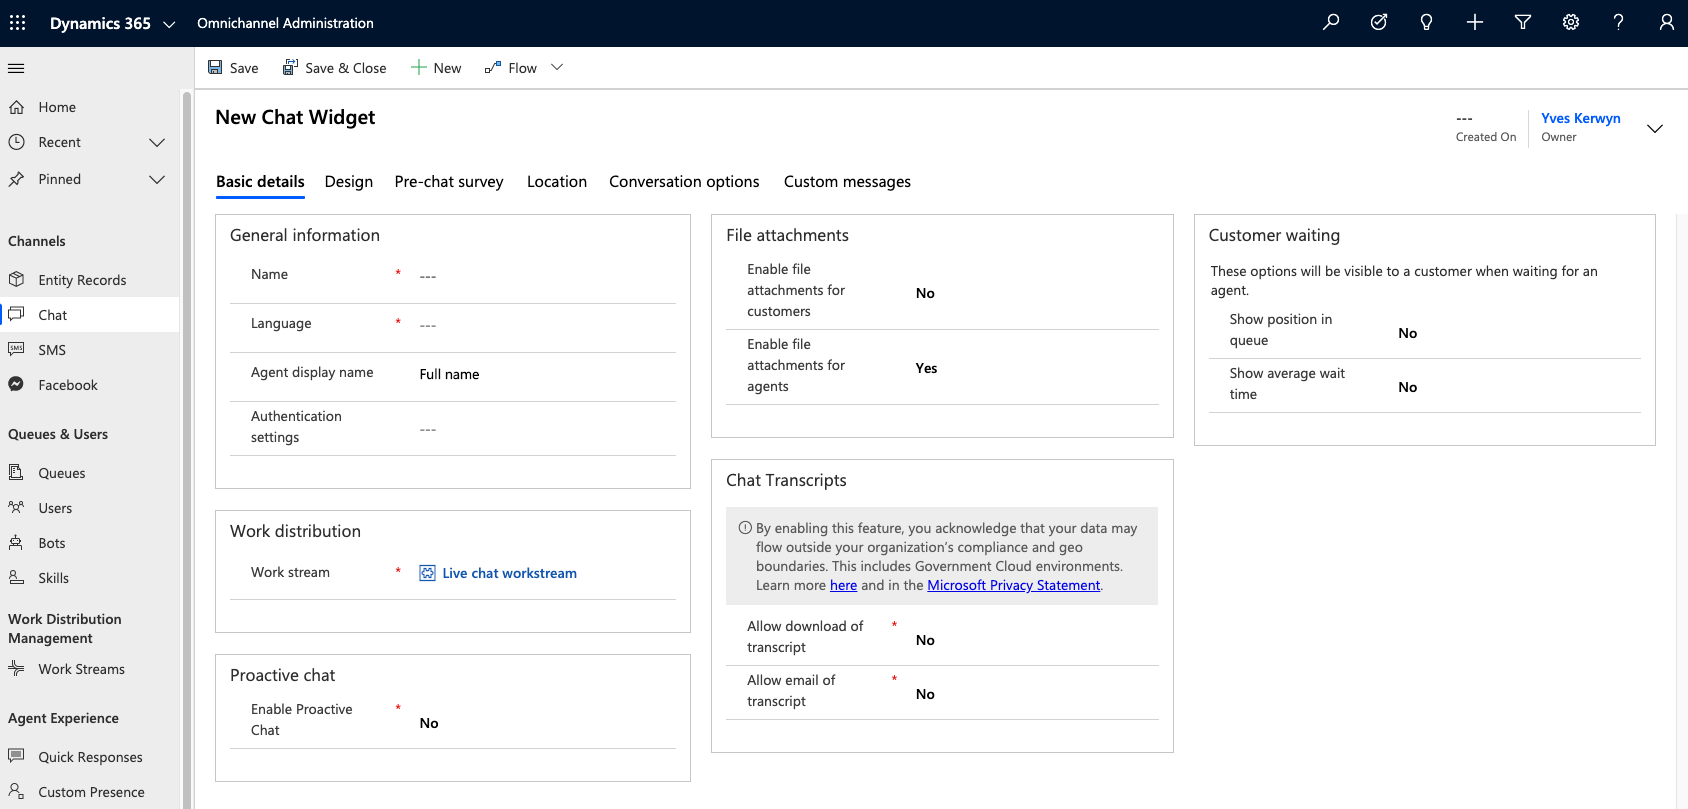 Dynamics 365
Omnichannel Administration
Save
Save & Close
New
Flow
Home
Recent
Pinned
Channels
Entity Records
Chat
SMS
SMS
Facebook
Queues & Users
Queues
Users
Bots
Skills
Work Distribution
Management
Work Streams
Agent Experience
Quick Responses
Custom Presence
New Chat Widget
---
Created On
Yves Kerwyn
Owner
Basic details
Design
Pre-chat survey
Location
Conversation options
Custom messages
General information
Name * ---
Language * ---
Agent display name Full name
Authentication
settings ---
Work distribution
Work stream * Live chat workstream
Proactive chat
Enable Proactive *
Chat No
File attachments
Enable file
attachments for No
customers
Enable file
attachments for Yes
agents
Chat Transcripts
By enabling this feature, you acknowledge that your data may
flow outside your organization's compliance and geo
boundaries. This includes Government Cloud environments.
Learn more here and in the Microsoft Privacy Statement.
Allow download of *
transcript No
Allow email of *
transcript No
Customer waiting
These options will be visible to a customer when waiting for an
agent.
Show position in
queue No
Show average wait
time No